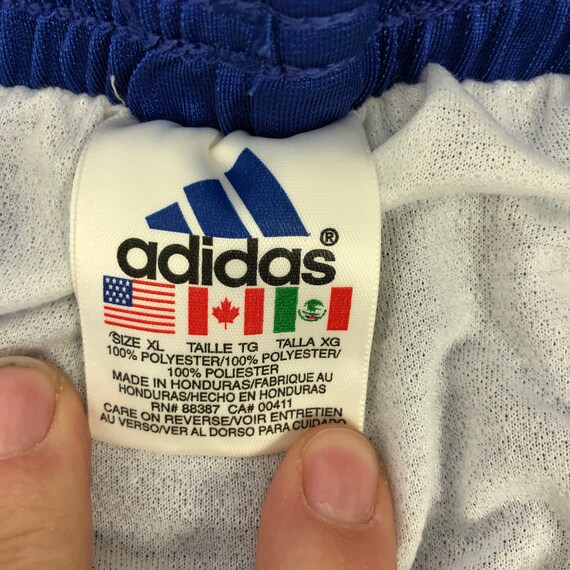 adidas®
SIZE XL TAILLE TG TALLA XG
100% POLYESTER/100% POLYESTER/
100% POLIESTER
MADE IN HONDURAS/FABRIQUE AU
HONDURAS/HECHO EN HONDURAS
RN# 88387 CA# 00411
CARE ON REVERSE/VOIR ENTRETIEN
AU VERSO/VER AL DORSO PARA CUIDADO